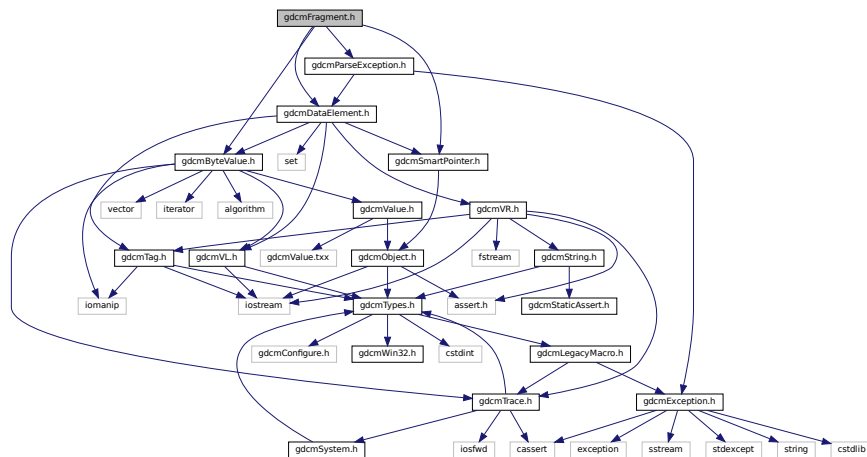 gdcmFragment.h
gdcmParseException.h
gdcmDataElement.h
gdcmByteValue.h
set
gdcmSmartPointer.h
vector
iterator
algorithm
gdcmValue.h
gdcmVR.h
gdcmTag.h
gdcmVL.h
gdcmValue.txx
gdcmObject.h
fstream
gdcmString.h
iomanip
iostream
gdcmTypes.h
assert.h
gdcmStaticAssert.h
gdcmConfigure.h
gdcmWin32.h
cstdint
gdcmLegacyMacro.h
gdcmTrace.h
gdcmException.h
gdcmSystem.h
iosfwd
cassert
exception
sstream
stdexcept
string
cstdlib